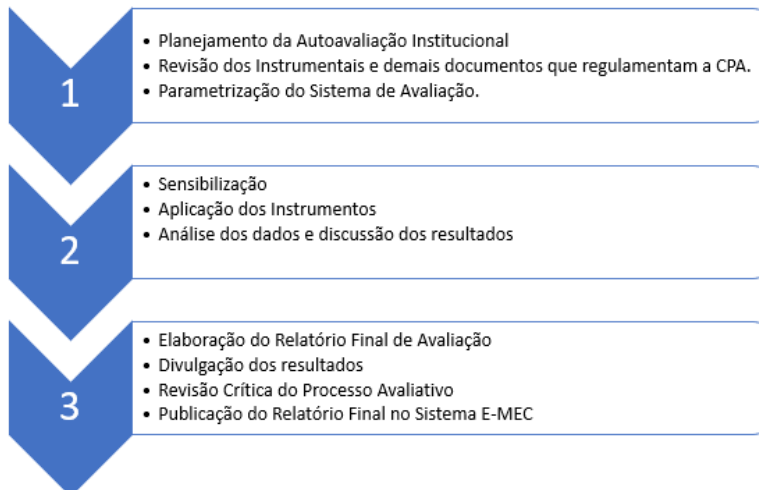 1
• Planejamento da Autoavaliação Institucional
• Revisão dos Instrumentais e demais documentos que regulamentam a CPA.
• Parametrização do Sistema de Avaliação.
2
• Sensibilização
• Aplicação dos Instrumentos
• Análise dos dados e discussão dos resultados
3
• Elaboração do Relatório Final de Avaliação
• Divulgação dos resultados
• Revisão Crítica do Processo Avaliativo
• Publicação do Relatório Final no Sistema E-MEC